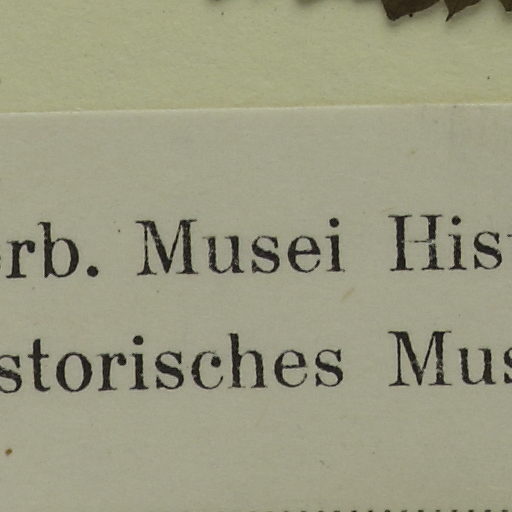 erb. Musei His
storisches Mus